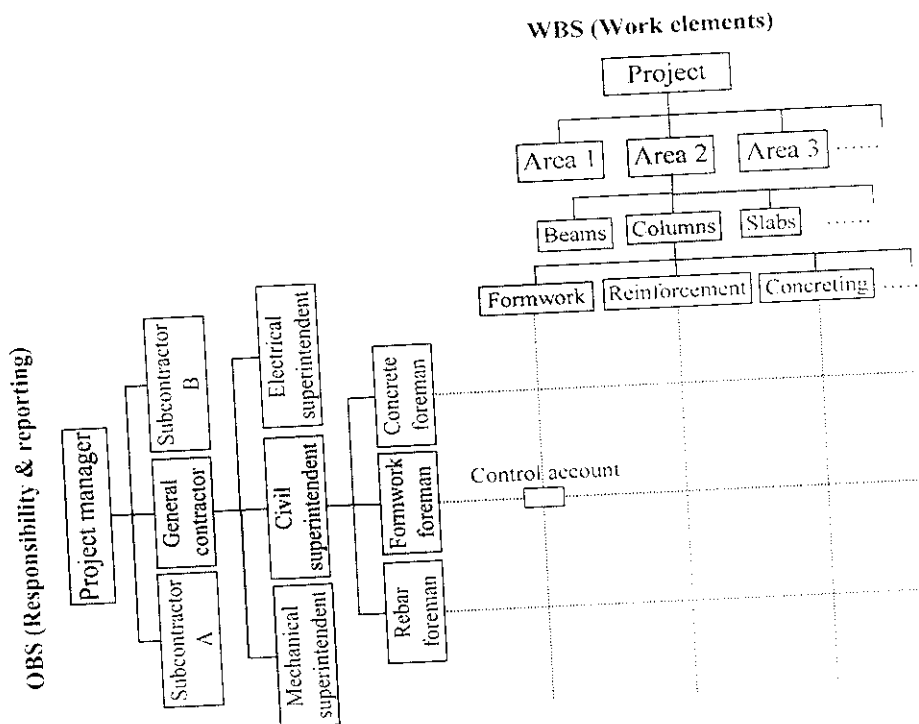 WBS (Work elements)
Project
Area 1
Area 2
Area 3
......
Beams
Columns
Slabs
......
Formwork
Reinforcement
Concreting
.....
OBS (Responsibility & reporting)
Project manager
Subcontractor
B
General
contractor
Subcontractor
A
Electrical
superintendent
Civil
superintendent
Mechanical
superintendent
Concrete
foreman
Formwork
foreman
Rebar
foreman
Control account